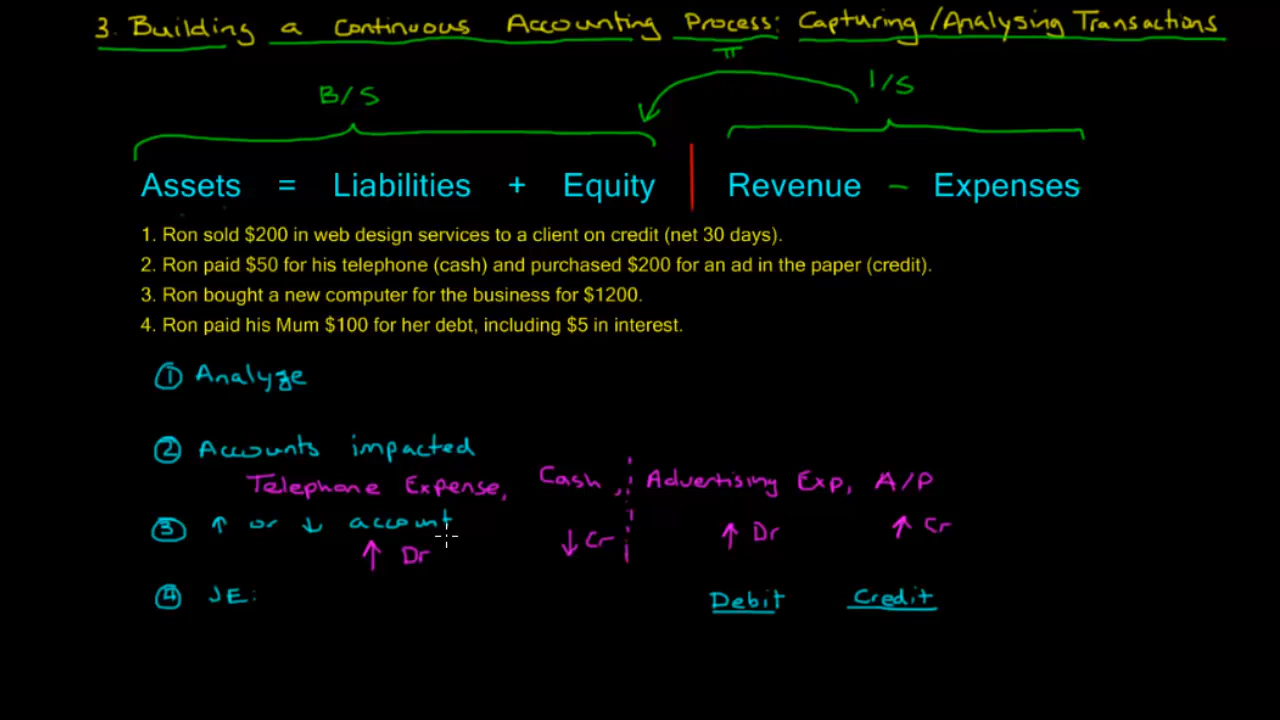 3. Building a Continuous Accounting Process: Capturing/Analysing Transactions
π
B/S I/S
Assets = Liabilities + Equity | Revenue - Expenses
1. Ron sold $200 in web design services to a client on credit (net 30 days).
2. Ron paid $50 for his telephone (cash) and purchased $200 for an ad in the paper (credit).
3. Ron bought a new computer for the business for $1200.
4. Ron paid his Mum $100 for her debt, including $5 in interest.
① Analyze
② Accounts impacted
Telephone Expense, Cash, Advertising Exp, A/P
③ ↑ or ↓ account
↑ Dr ↓ Cr ↑ Dr ↑ Cr
④ JE: Debit Credit